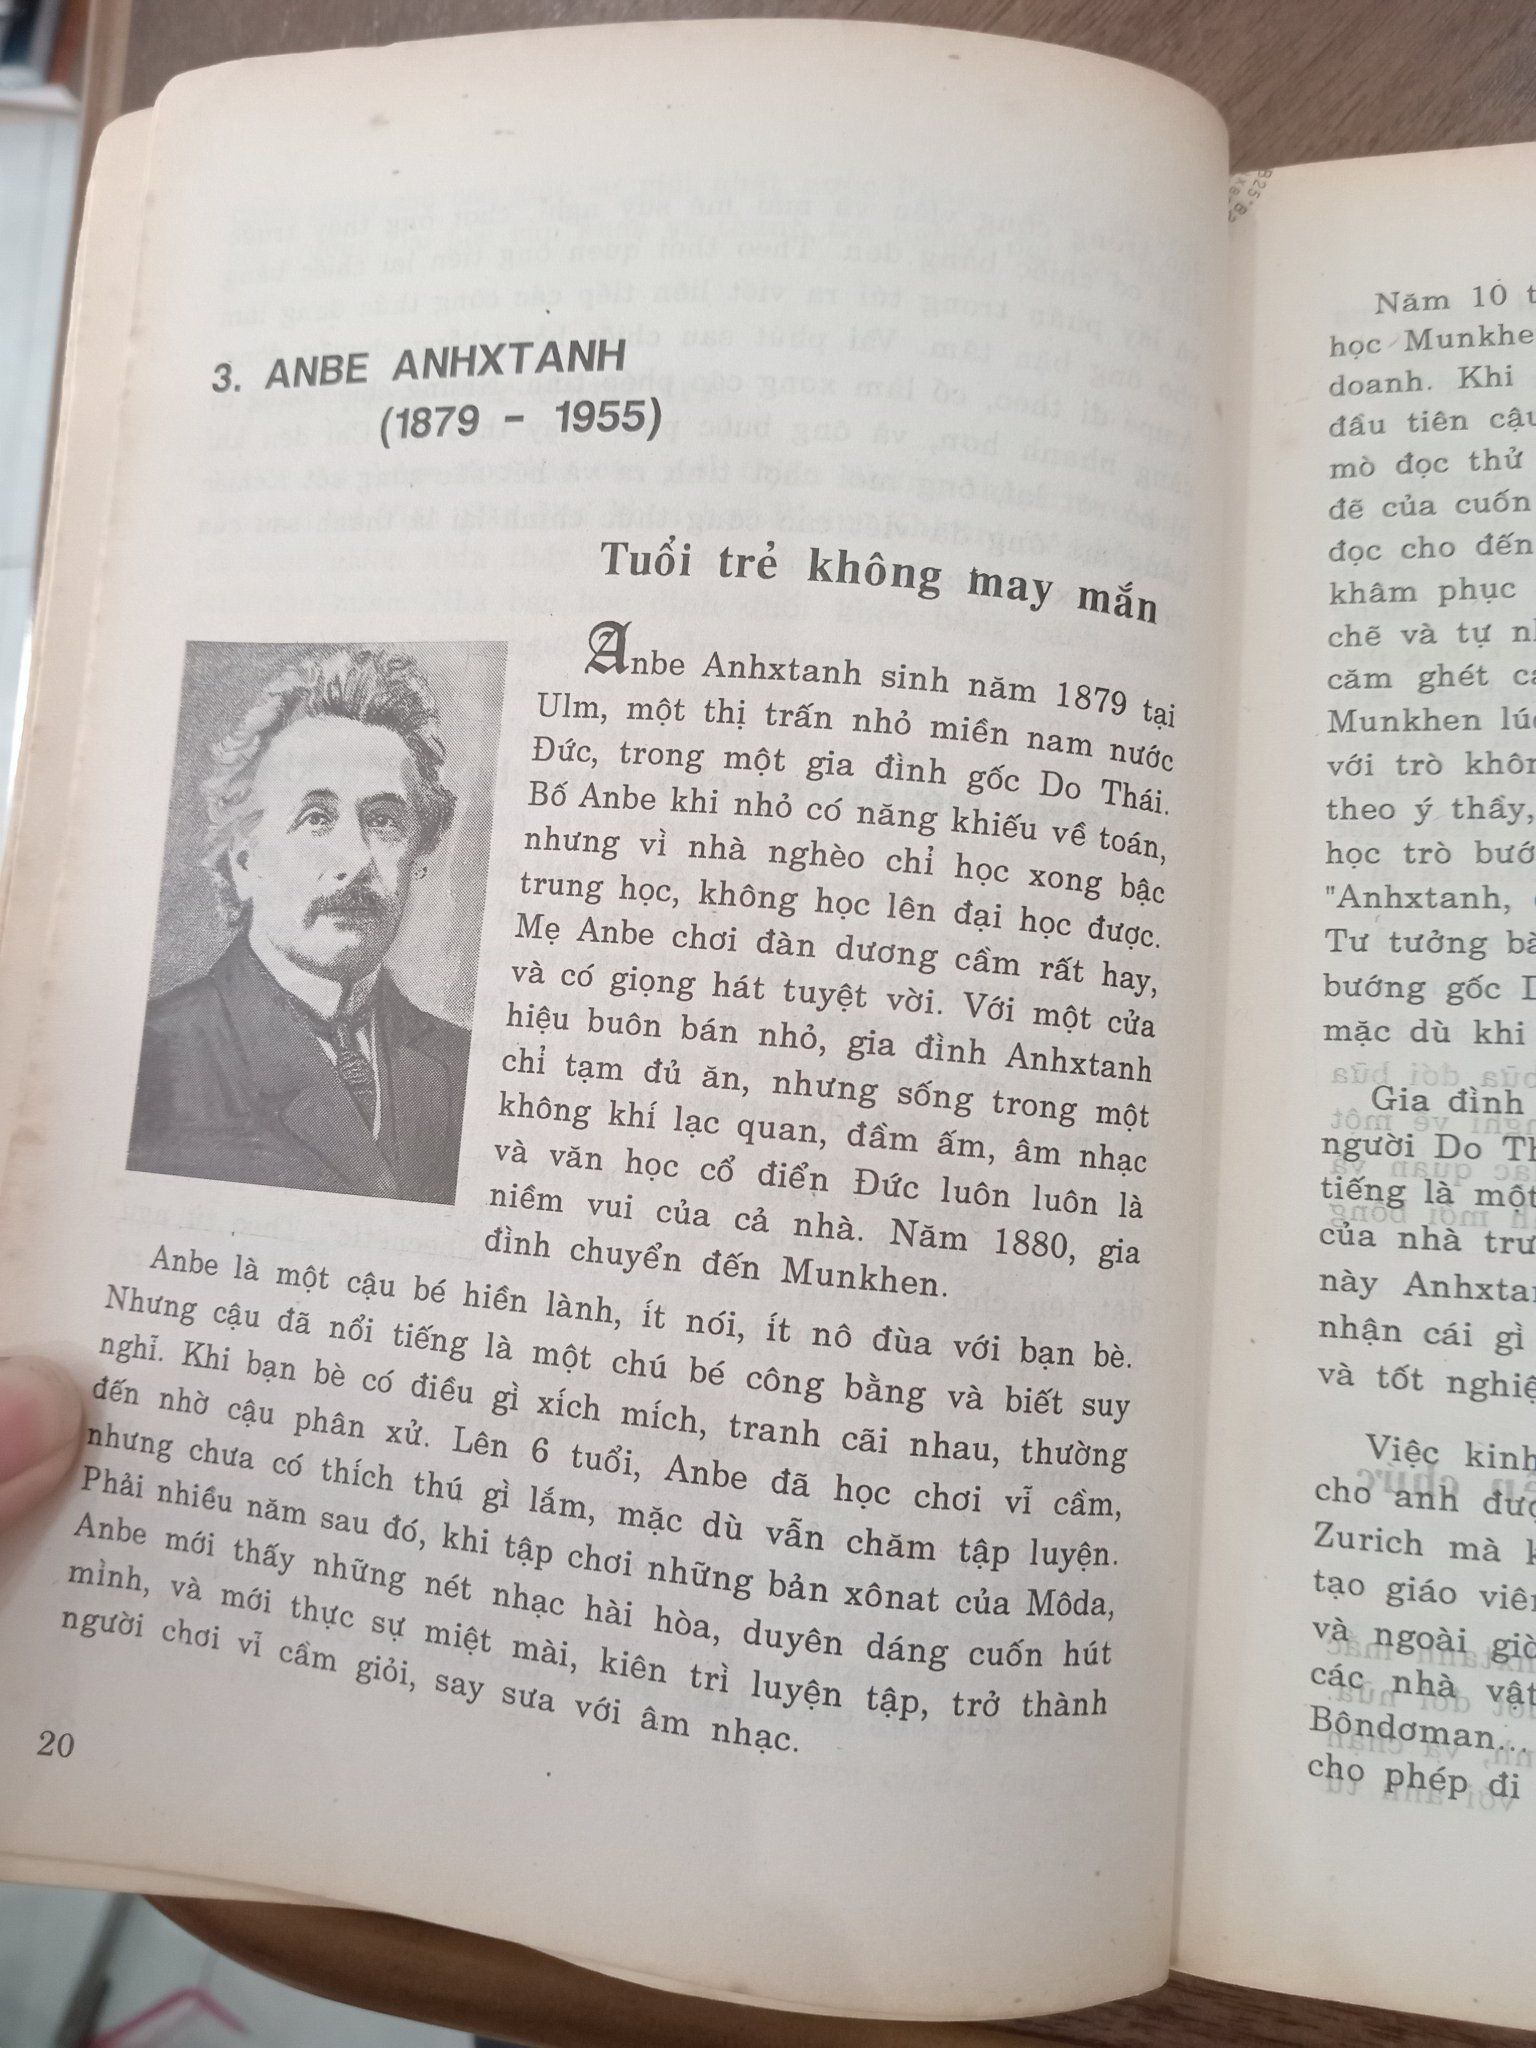 3. ANBE ANHXTANH
(1879 - 1955)
Tuổi trẻ không may mắn
Anbe Anhxtanh sinh năm 1879 tại
Ulm, một thị trấn nhỏ miền nam nước
Đức, trong một gia đình gốc Do Thái.
Bố Anbe khi nhỏ có năng khiếu về toán,
nhưng vì nhà nghèo chỉ học xong bậc
trung học, không học lên đại học được.
Mẹ Anbe chơi đàn dương cầm rất hay,
và có giọng hát tuyệt vời. Với một cửa
hiệu buôn bán nhỏ, gia đình Anhxtanh
chỉ tạm đủ ăn, nhưng sống trong một
không khí lạc quan, đầm ấm, âm nhạc
và văn học cổ điển Đức luôn luôn là
niềm vui của cả nhà. Năm 1880, gia
đình chuyển đến Munkhen.
Anbe là một cậu bé hiền lành, ít nói, ít nô đùa với bạn bè.
Nhưng cậu đã nổi tiếng là một chú bé công bằng và biết suy
nghĩ. Khi bạn bè có điều gì xích mích, tranh cãi nhau, thường
đến nhờ cậu phân xử. Lên 6 tuổi, Anbe đã học chơi vĩ cầm,
nhưng chưa có thích thú gì lắm, mặc dù vẫn chăm tập luyện.
Phải nhiều năm sau đó, khi tập chơi những bản xônat của Môda,
Anbe mới thấy những nét nhạc hài hòa, duyên dáng cuốn hút
mình, và mới thực sự miệt mài, kiên trì luyện tập, trở thành
người chơi vĩ cầm giỏi, say sưa với âm nhạc.
20
Năm 10 t
học Munkhe
doanh. Khi
đầu tiên cậu
mò đọc thử
đẽ của cuốn
đọc cho đến
khâm phục
chẽ và tự nh
căm ghét cá
Munkhen lúc
với trò khôn
theo ý thầy,
học trò bướ
"Anhxtanh,
Tư tưởng bà
bướng gốc D
mặc dù khi
Gia đình
người Do Th
tiếng là một
của nhà trư
này Anhxta
nhận cái gì
và tốt nghiệ
Việc kinh
cho anh đượ
Zurich mà k
tạo giáo viên
và ngoài giờ
các nhà vật
Bôndơman...
cho phép đi